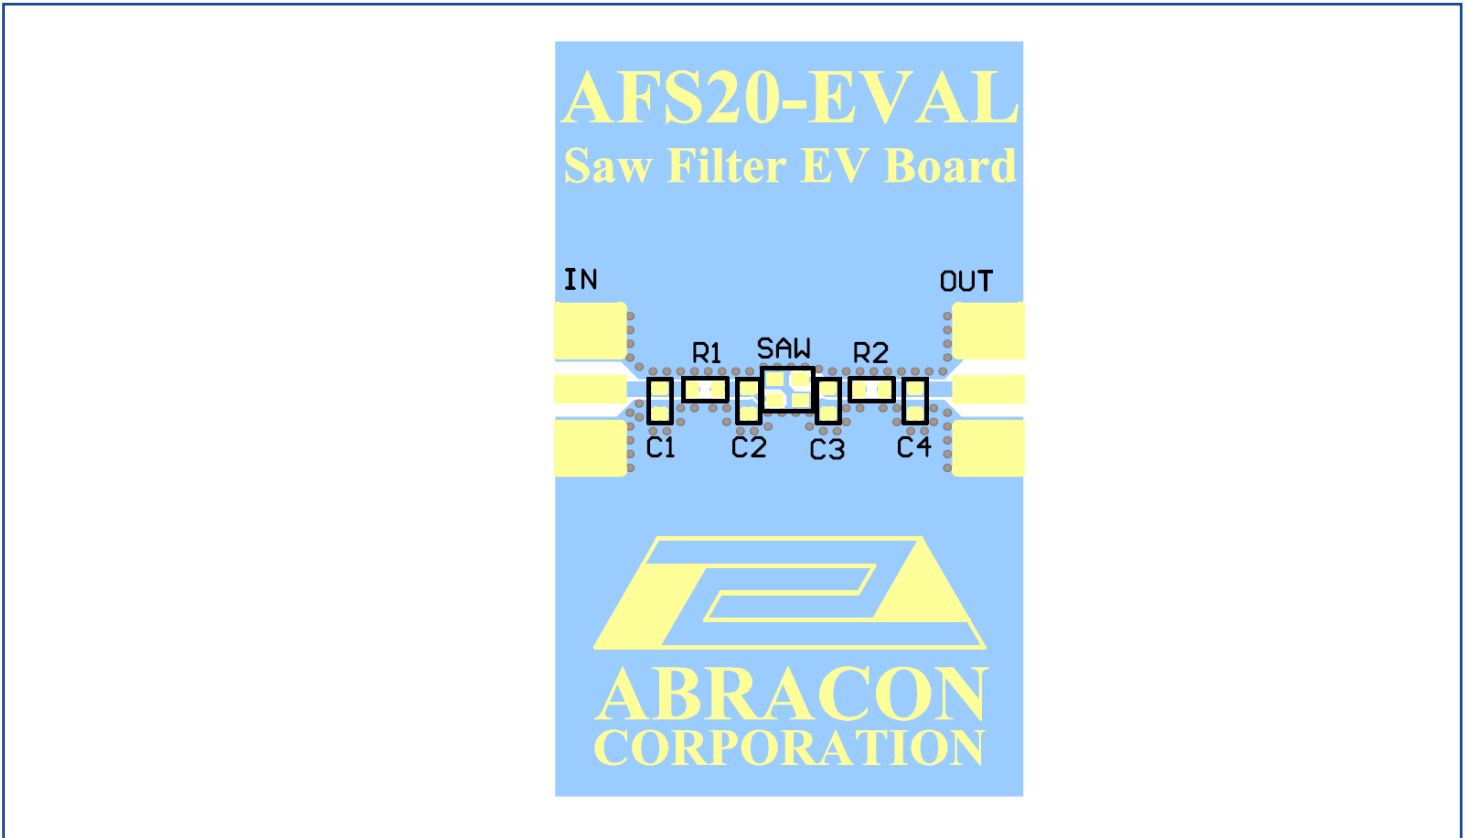 AFS20-EVAL
Saw Filter EV Board
IN
OUT
R1
SAW
R2
C1
C2
C3
C4
ABRACON
CORPORATION